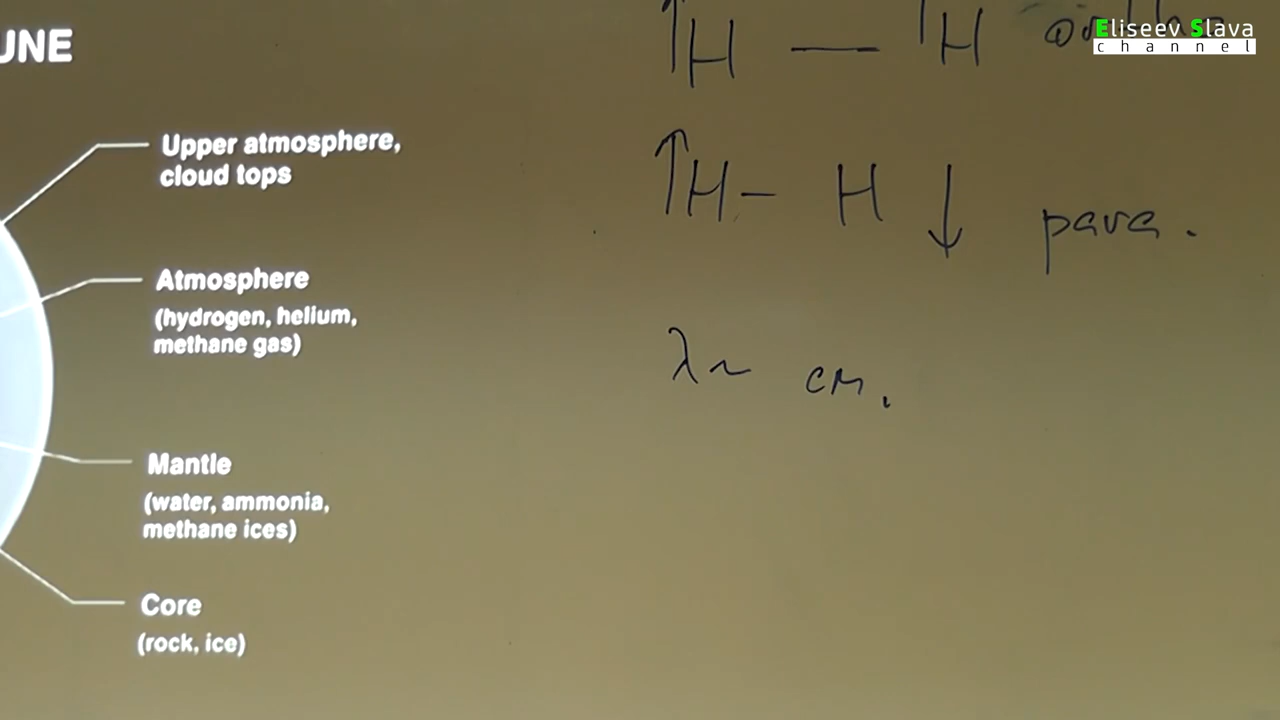 UNE
Upper atmosphere,
cloud tops
Atmosphere
(hydrogen, helium,
methane gas)
Mantle
(water, ammonia,
methane ices)
Core
(rock, ice)
↑H — ↑H
↑H – H ↓ para.
λ ~ см.
Eliseev Slava
channel